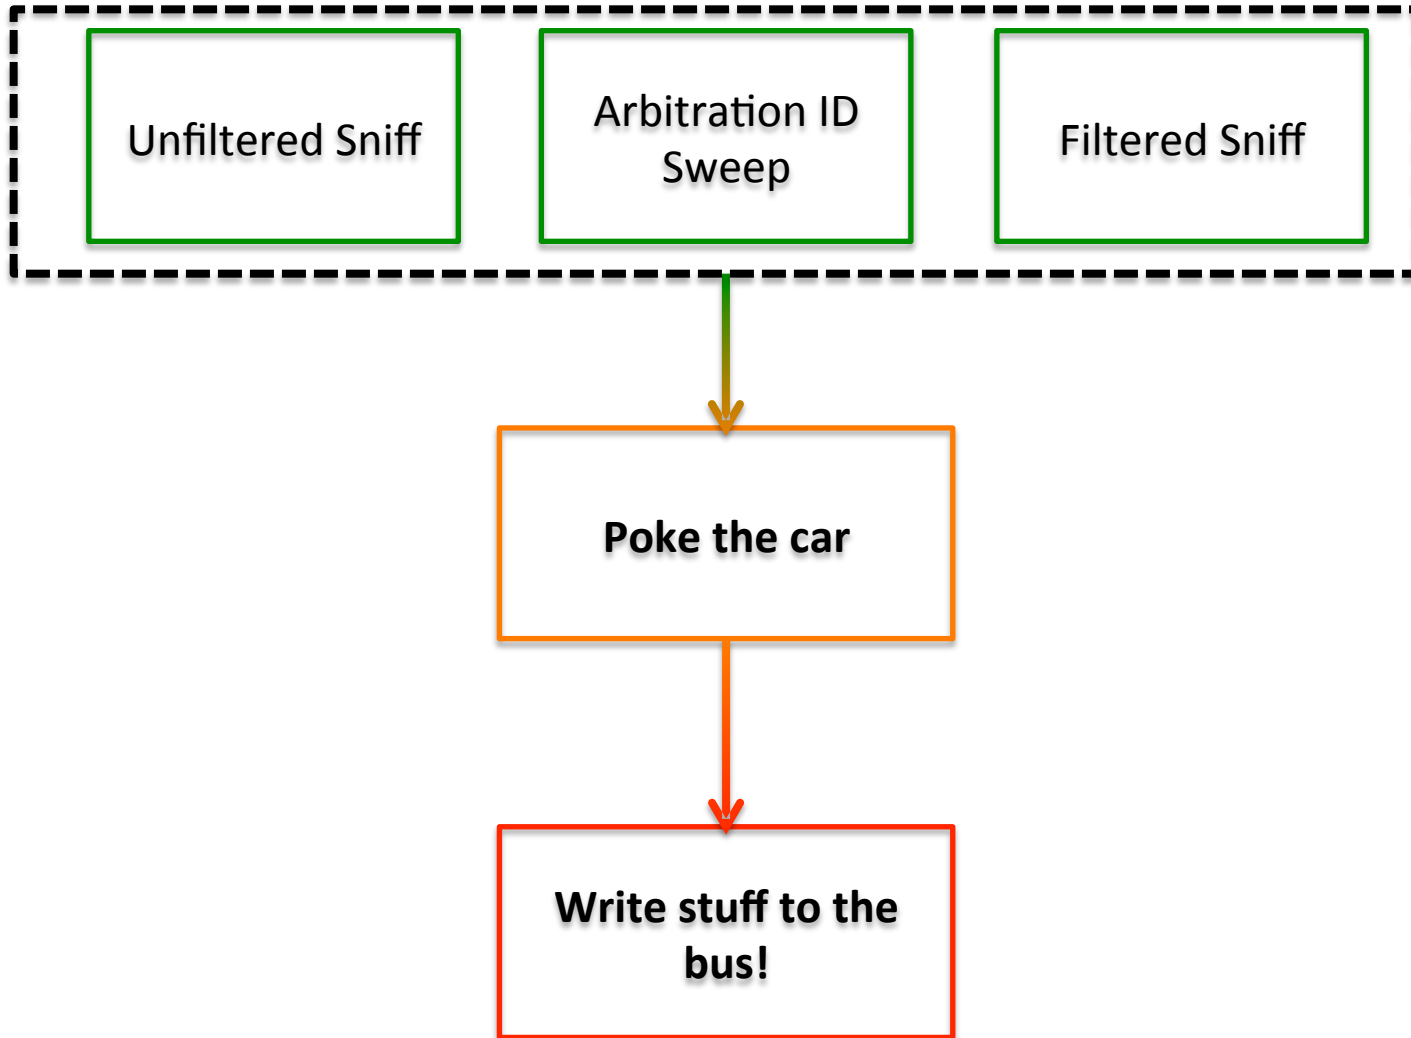 Unfiltered Sniff
Arbitration ID
Sweep
Filtered Sniff
Poke the car
Write stuff to the
bus!